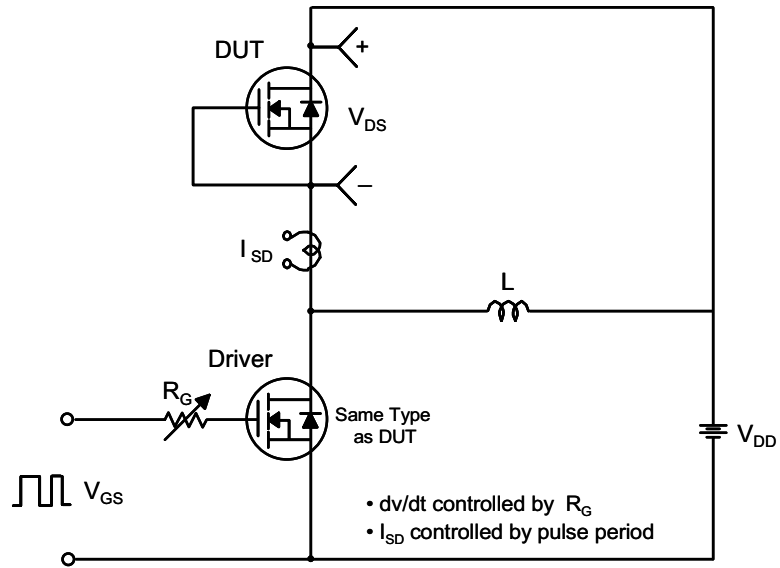 DUT
+
V_DS
–
I_SD
L
Driver
R_G
Same Type
as DUT
V_DD
V_GS
• dv/dt controlled by R_G
• I_SD controlled by pulse period